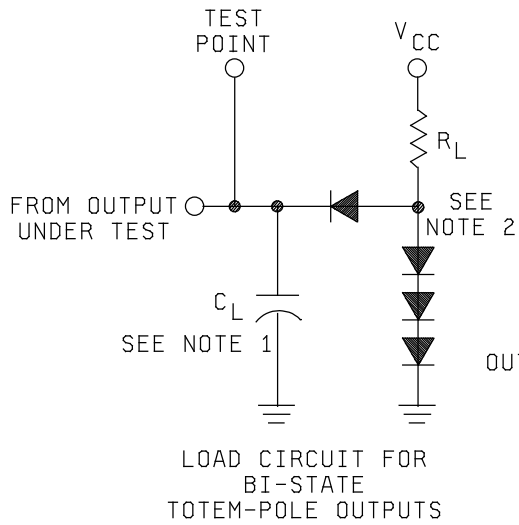 TEST
POINT
V CC
R L
FROM OUTPUT
UNDER TEST
SEE
NOTE 2
C L
SEE NOTE 1
OUT
LOAD CIRCUIT FOR
BI-STATE
TOTEM-POLE OUTPUTS